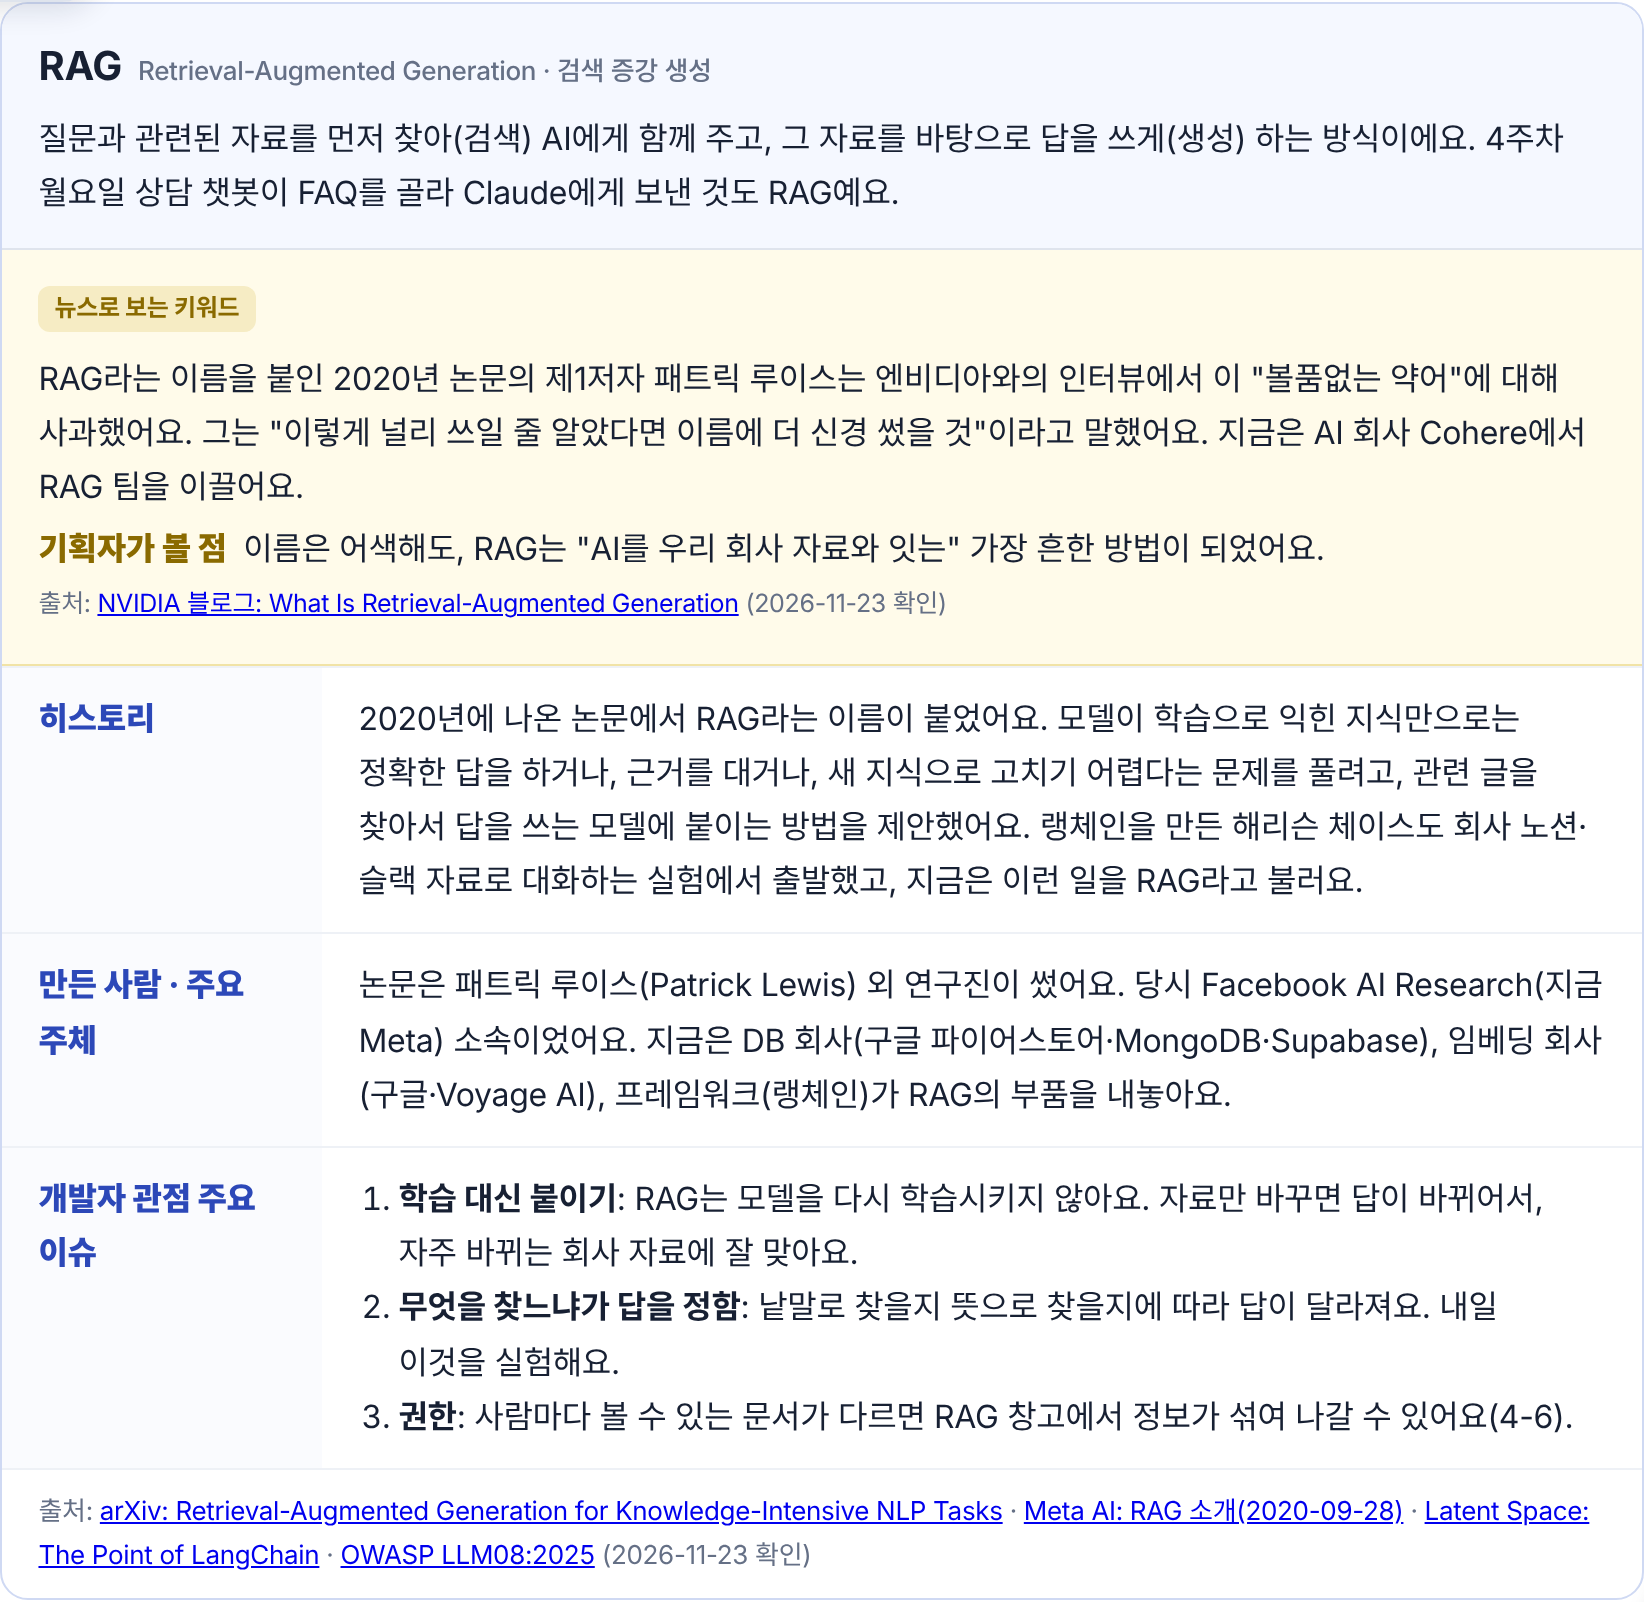 RAG Retrieval-Augmented Generation · 검색 증강 생성
질문과 관련된 자료를 먼저 찾아(검색) AI에게 함께 주고, 그 자료를 바탕으로 답을 쓰게(생성) 하는 방식이에요. 4주차
월요일 상담 챗봇이 FAQ를 골라 Claude에게 보낸 것도 RAG예요.
뉴스로 보는 키워드
RAG라는 이름을 붙인 2020년 논문의 제1저자 패트릭 루이스는 엔비디아와의 인터뷰에서 이 "볼품없는 약어"에 대해
사과했어요. 그는 "이렇게 널리 쓰일 줄 알았다면 이름에 더 신경 썼을 것"이라고 말했어요. 지금은 AI 회사 Cohere에서
RAG 팀을 이끌어요.
기획자가 볼 점 이름은 어색해도, RAG는 "AI를 우리 회사 자료와 잇는" 가장 흔한 방법이 되었어요.
출처: NVIDIA 블로그: What Is Retrieval-Augmented Generation (2026-11-23 확인)
히스토리
2020년에 나온 논문에서 RAG라는 이름이 붙었어요. 모델이 학습으로 익힌 지식만으로는
정확한 답을 하거나, 근거를 대거나, 새 지식으로 고치기 어렵다는 문제를 풀려고, 관련 글을
찾아서 답을 쓰는 모델에 붙이는 방법을 제안했어요. 랭체인을 만든 해리슨 체이스도 회사 노션·
슬랙 자료로 대화하는 실험에서 출발했고, 지금은 이런 일을 RAG라고 불러요.
만든 사람 · 주요
주체
논문은 패트릭 루이스(Patrick Lewis) 외 연구진이 썼어요. 당시 Facebook AI Research(지금
Meta) 소속이었어요. 지금은 DB 회사(구글 파이어스토어·MongoDB·Supabase), 임베딩 회사
(구글·Voyage AI), 프레임워크(랭체인)가 RAG의 부품을 내놓아요.
개발자 관점 주요
이슈
1. 학습 대신 붙이기: RAG는 모델을 다시 학습시키지 않아요. 자료만 바꾸면 답이 바뀌어서,
자주 바뀌는 회사 자료에 잘 맞아요.
2. 무엇을 찾느냐가 답을 정함: 낱말로 찾을지 뜻으로 찾을지에 따라 답이 달라져요. 내일
이것을 실험해요.
3. 권한: 사람마다 볼 수 있는 문서가 다르면 RAG 창고에서 정보가 섞여 나갈 수 있어요(4-6).
출처: arXiv: Retrieval-Augmented Generation for Knowledge-Intensive NLP Tasks · Meta AI: RAG 소개(2020-09-28) · Latent Space:
The Point of LangChain · OWASP LLM08:2025 (2026-11-23 확인)